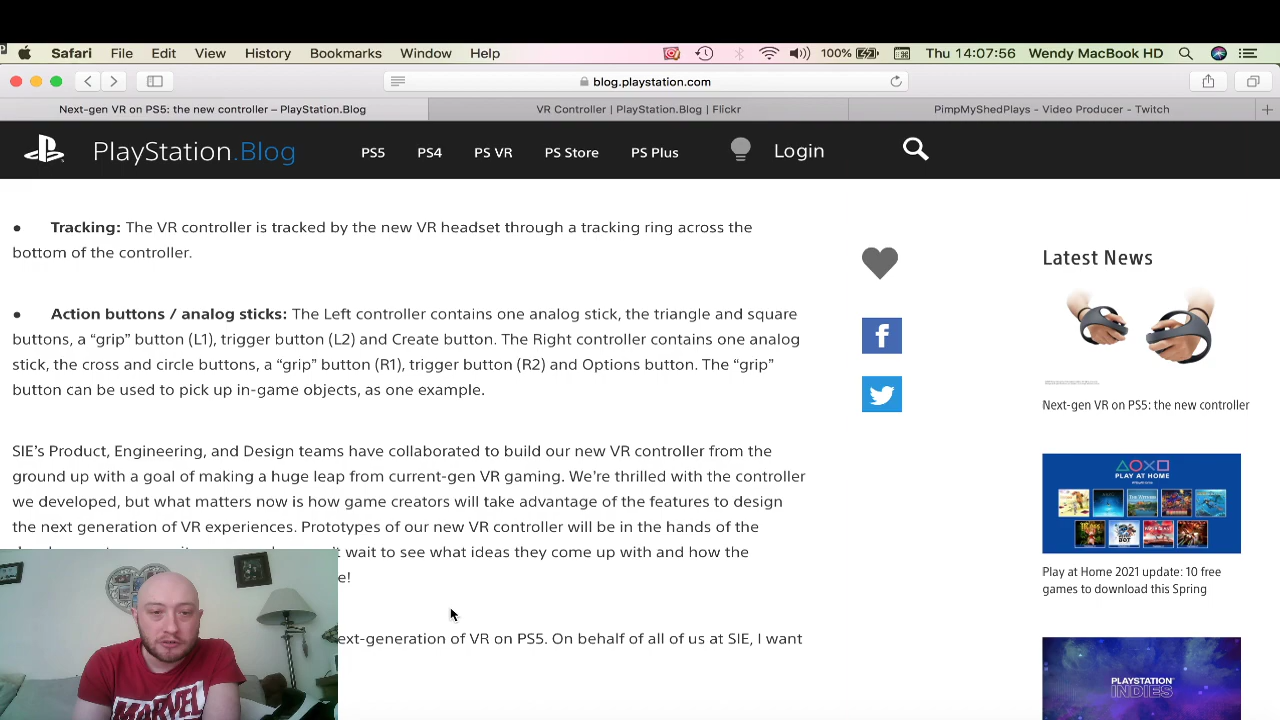 Safari File Edit View History Bookmarks Window Help 100% Thu 14:07:56 Wendy MacBook HD
blog.playstation.com
Next-gen VR on PS5: the new controller – PlayStation.Blog VR Controller | PlayStation.Blog | Flickr PimpMyShedPlays - Video Producer - Twitch
PlayStation.Blog PS5 PS4 PS VR PS Store PS Plus Login
● Tracking: The VR controller is tracked by the new VR headset through a tracking ring across the
bottom of the controller.
● Action buttons / analog sticks: The Left controller contains one analog stick, the triangle and square
buttons, a “grip” button (L1), trigger button (L2) and Create button. The Right controller contains one analog
stick, the cross and circle buttons, a “grip” button (R1), trigger button (R2) and Options button. The “grip”
button can be used to pick up in-game objects, as one example.
SIE’s Product, Engineering, and Design teams have collaborated to build our new VR controller from the
ground up with a goal of making a huge leap from current-gen VR gaming. We’re thrilled with the controller
we developed, but what matters now is how game creators will take advantage of the features to design
the next generation of VR experiences. Prototypes of our new VR controller will be in the hands of the
wait to see what ideas they come up with and how the
e!
ext-generation of VR on PS5. On behalf of all of us at SIE, I want
Latest News
Next-gen VR on PS5: the new controller
PLAY AT HOME
Play at Home 2021 update: 10 free
games to download this Spring
PLAYSTATION
INDIES
MARVEL